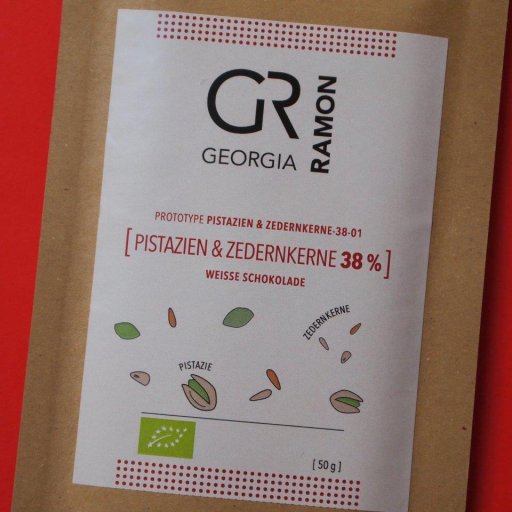 GR
GEORGIA
RAMON
PROTOTYPE PISTAZIEN & ZEDERNKERNE-38-01
[ PISTAZIEN & ZEDERNKERNE 38 % ]
WEISSE SCHOKOLADE
ZEDERNKERNE
PISTAZIE
[ 50 g ]